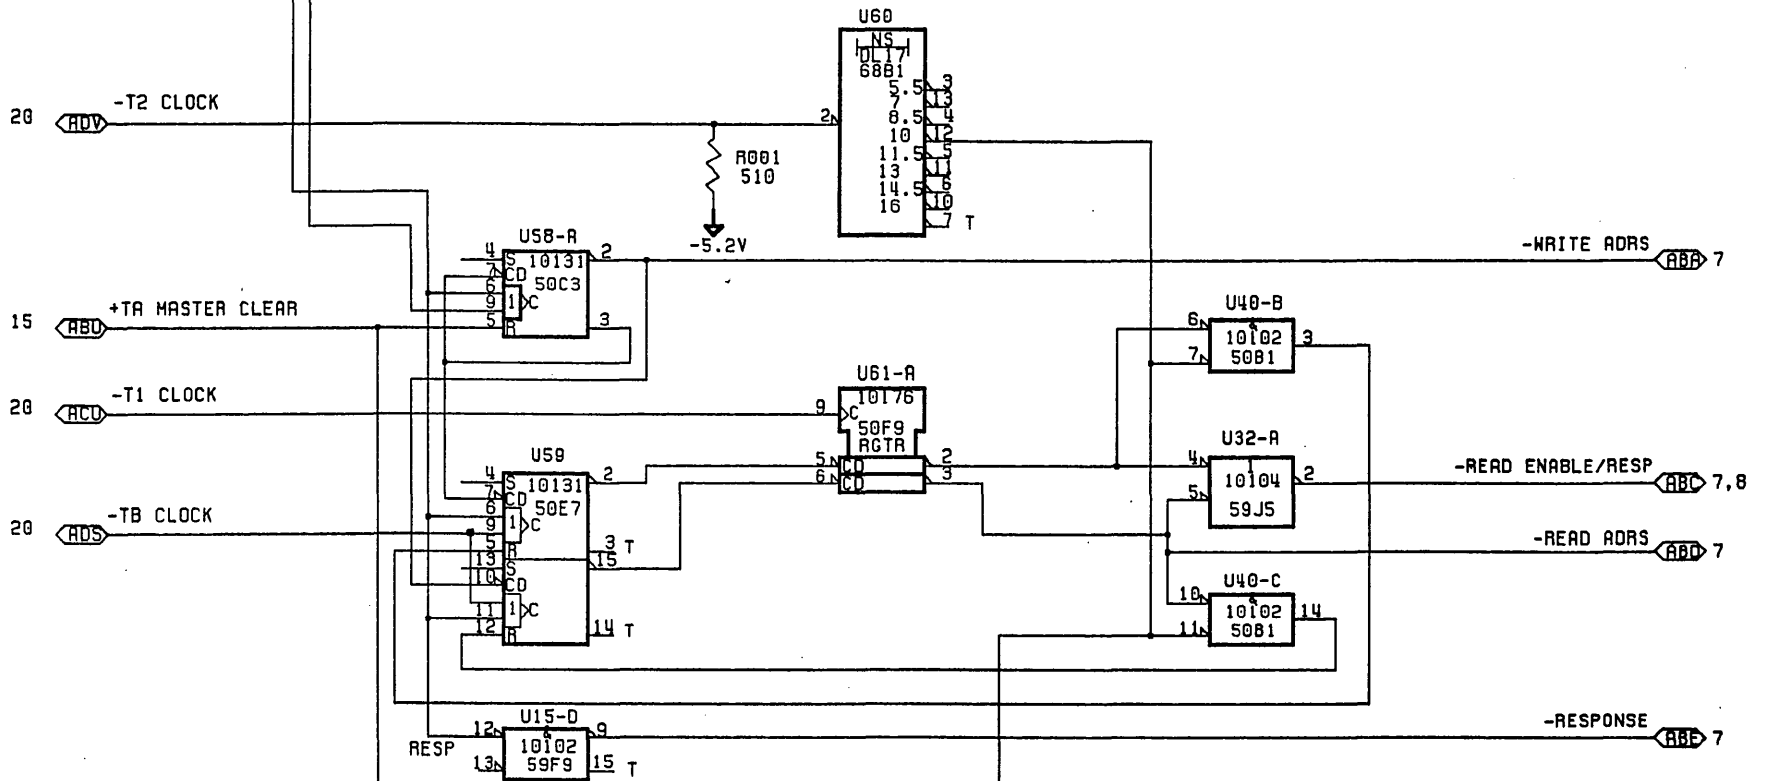 U60
NS
DL17
68B1
5.5 3
7 13
8.5 4
10 12
11.5 5
13 11
14.5 6
16 10
7 T
2
20 ADV -T2 CLOCK
R001
510
-5.2V
U58-A
4 S 10131 2
7 CD 50C3
6
9 1 C
5 R 3
15 ABU +TA MASTER CLEAR
-WRITE ADRS ABA 7
U40-B
6 &
10102 3
7 50B1
20 ACU -T1 CLOCK
U61-A
10176
9 C
50F9
RGTR
5 CD 2
6 CD 3
U32-A
4 1
10104 2
5
59J5
-READ ENABLE/RESP ABC 7,8
U59
4 S 10131 2
7 CD 50E7
6
9 1 C
5 R 3 T
13 S 15
10 CD
11 1 C
12 R 14 T
20 ADS -TB CLOCK
-READ ADRS ABD 7
U40-C
10 &
10102 14
11 50B1
U15-D
12 & 9
RESP 10102
13 59F9 15 T
-RESPONSE ABE 7